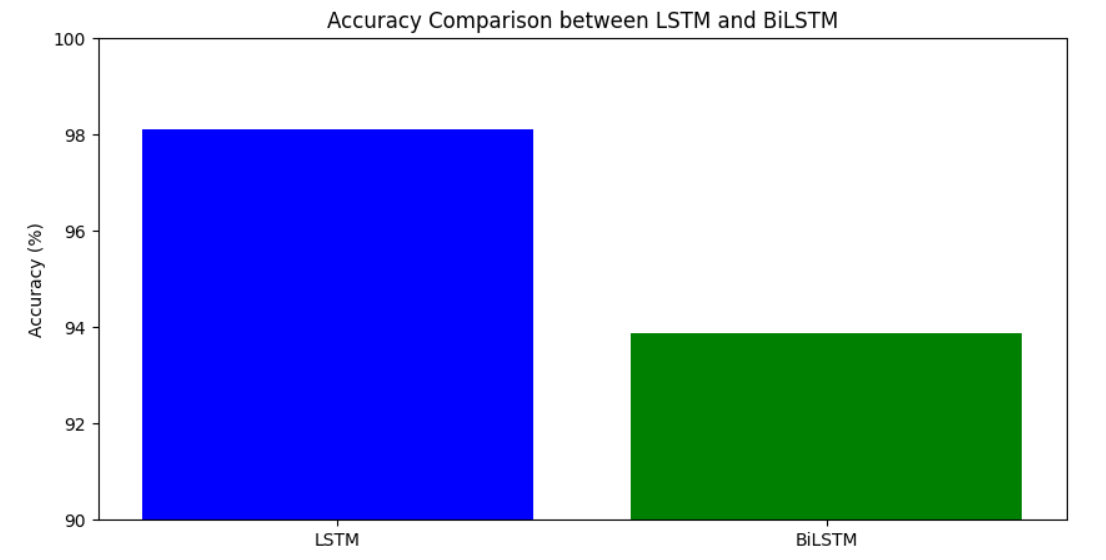 Accuracy Comparison between LSTM and BiLSTM
100
98
96
94
92
90
Accuracy (%)
LSTM
BiLSTM